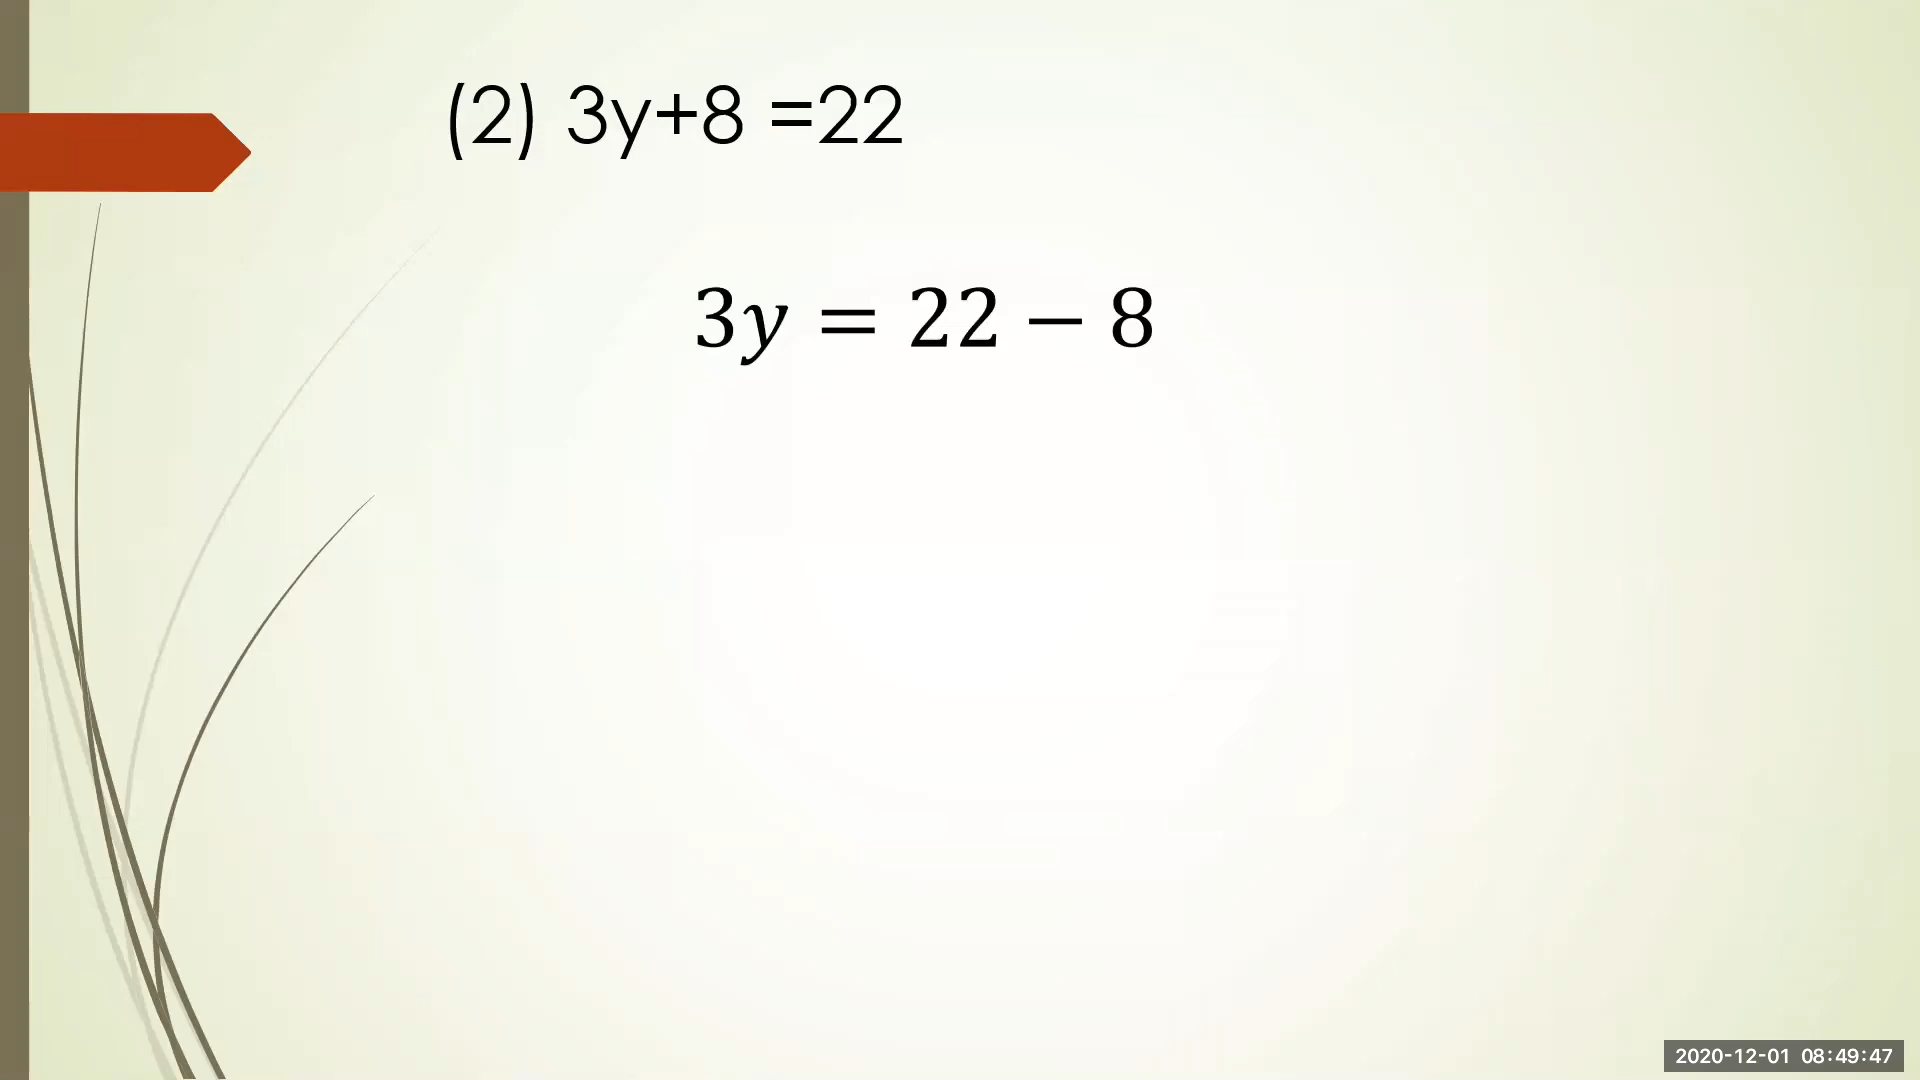 (2) 3y+8 =22
3y = 22 − 8
2020-12-01 08:49:47